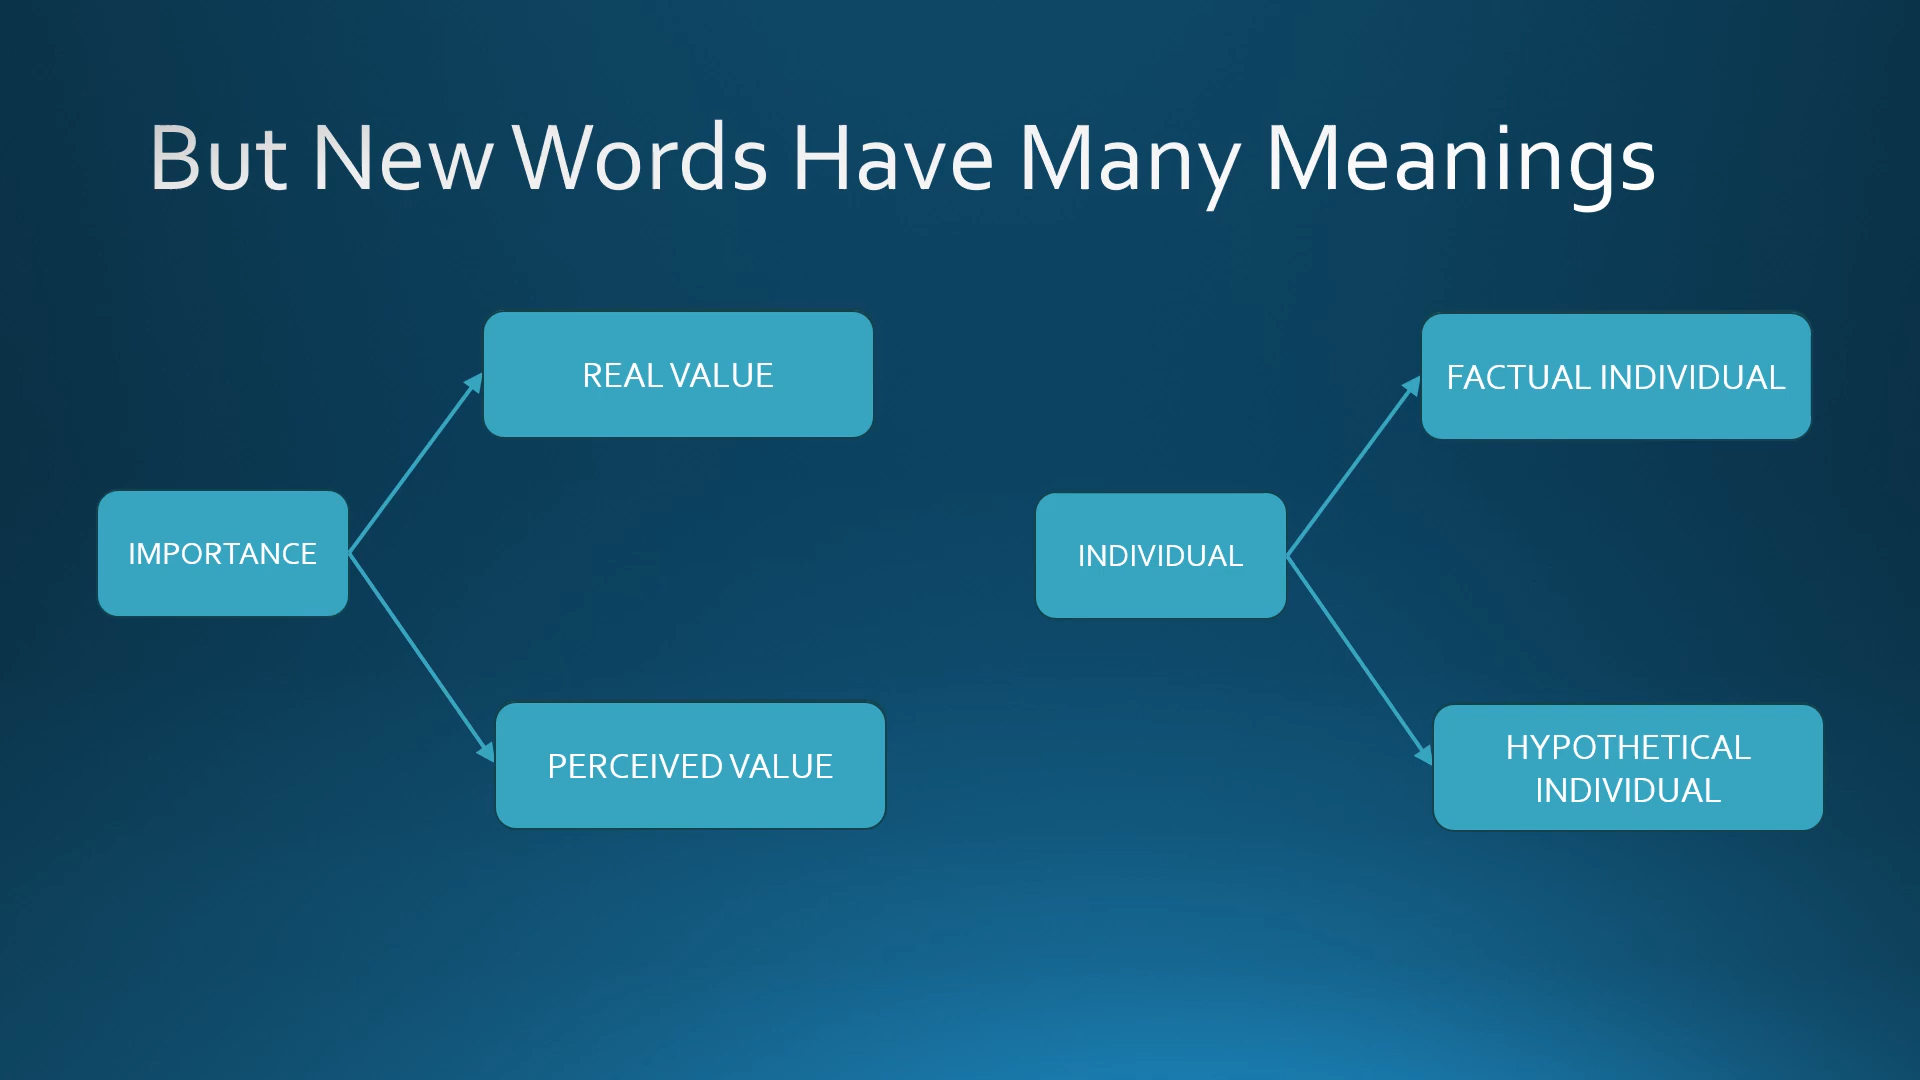 But New Words Have Many Meanings
REAL VALUE
IMPORTANCE
PERCEIVED VALUE
FACTUAL INDIVIDUAL
INDIVIDUAL
HYPOTHETICAL
INDIVIDUAL